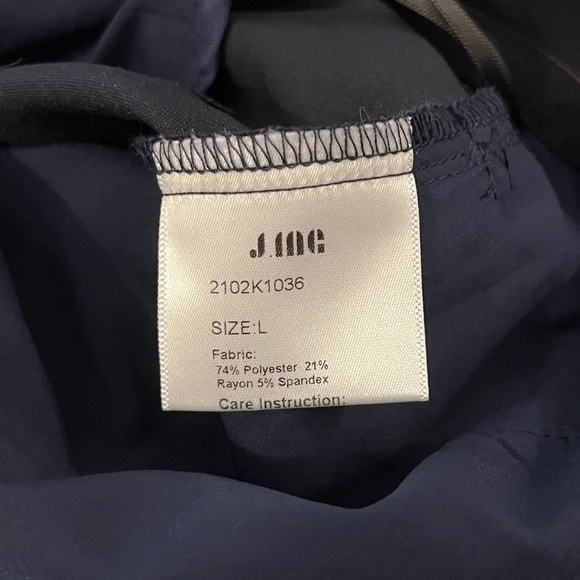 J.ING
2102K1036
SIZE:L
Fabric:
74% Polyester 21%
Rayon 5% Spandex
Care Instruction: